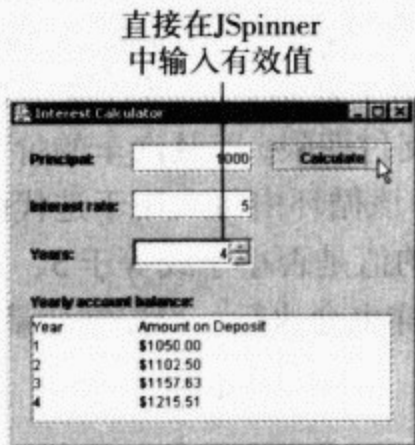 直接在JSpinner
中输入有效值
Interest Calculator
Principal: 1000 Calculate
Interest rate: 5
Years: 4
Yearly account balance:
Year Amount on Deposit
1 $1050.00
2 $1102.50
3 $1157.63
4 $1215.51